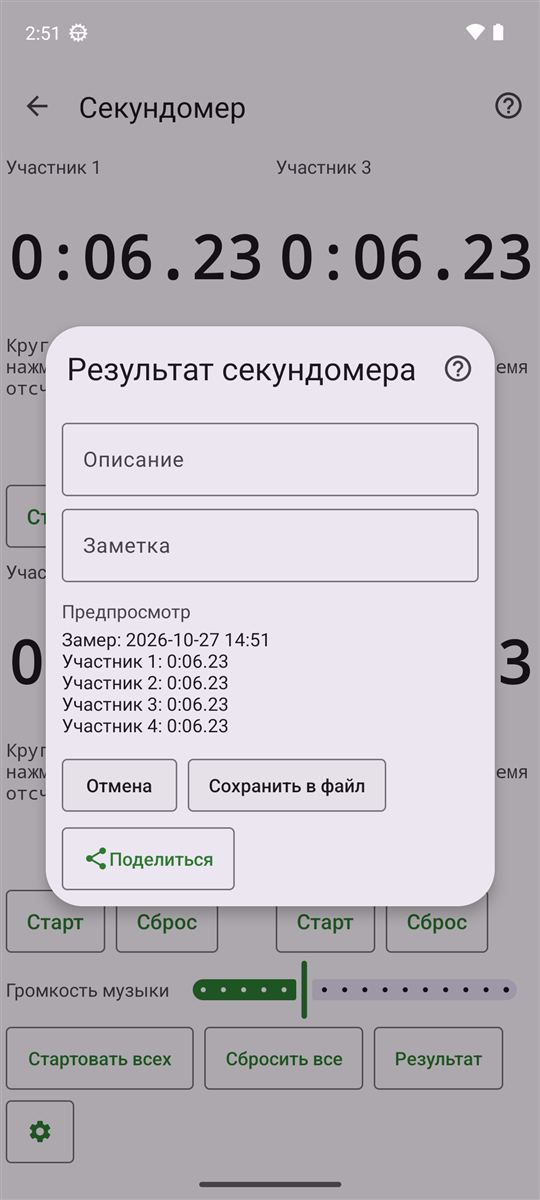 2:51
Секундомер
Участник 1
Участник 3
0:06.23
0:06.23
Результат секундомера
Описание
Заметка
Предпросмотр
Замер: 2026-10-27 14:51
Участник 1: 0:06.23
Участник 2: 0:06.23
Участник 3: 0:06.23
Участник 4: 0:06.23
Отмена
Сохранить в файл
Поделиться
Старт
Сброс
Старт
Сброс
Громкость музыки
Стартовать всех
Сбросить все
Результат